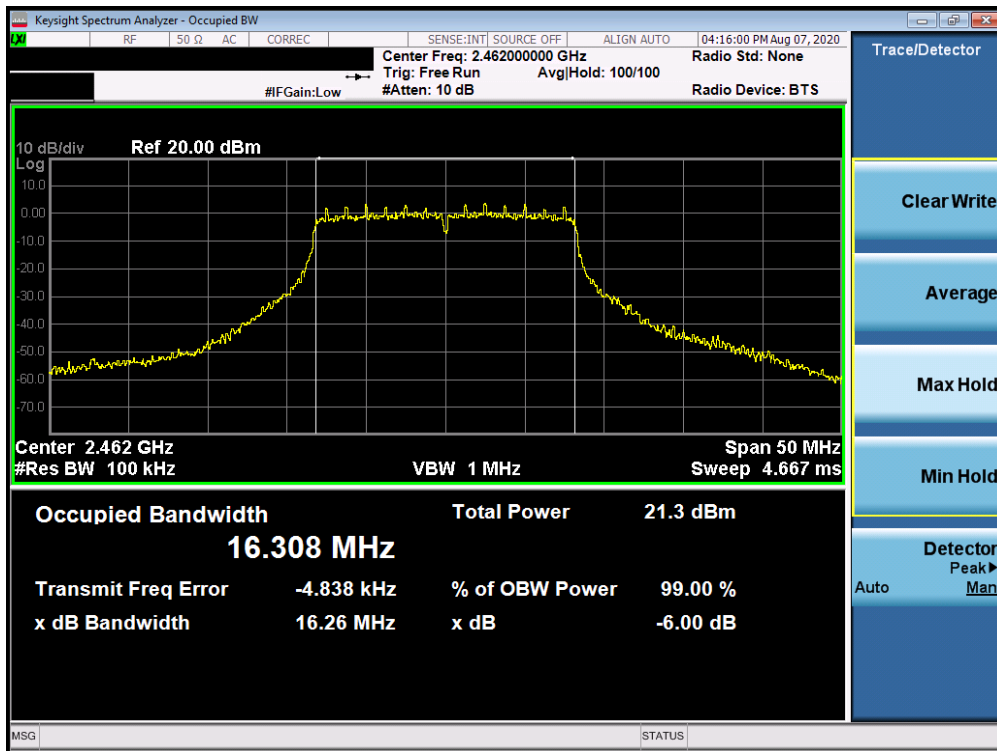 Keysight Spectrum Analyzer - Occupied BW
LXI RF 50 Ω AC CORREC SENSE:INT SOURCE OFF ALIGN AUTO 04:16:00 PM Aug 07, 2020
Center Freq: 2.462000000 GHz Radio Std: None
Trig: Free Run Avg|Hold: 100/100
#IFGain:Low #Atten: 10 dB Radio Device: BTS
Trace/Detector
10 dB/div Ref 20.00 dBm
Log
10.0
0.00
-10.0
-20.0
-30.0
-40.0
-50.0
-60.0
-70.0
Center 2.462 GHz Span 50 MHz
#Res BW 100 kHz VBW 1 MHz Sweep 4.667 ms
Occupied Bandwidth Total Power 21.3 dBm
16.308 MHz
Transmit Freq Error -4.838 kHz % of OBW Power 99.00 %
x dB Bandwidth 16.26 MHz x dB -6.00 dB
Clear Write
Average
Max Hold
Min Hold
Detector
Peak▶
Auto Man
MSG STATUS